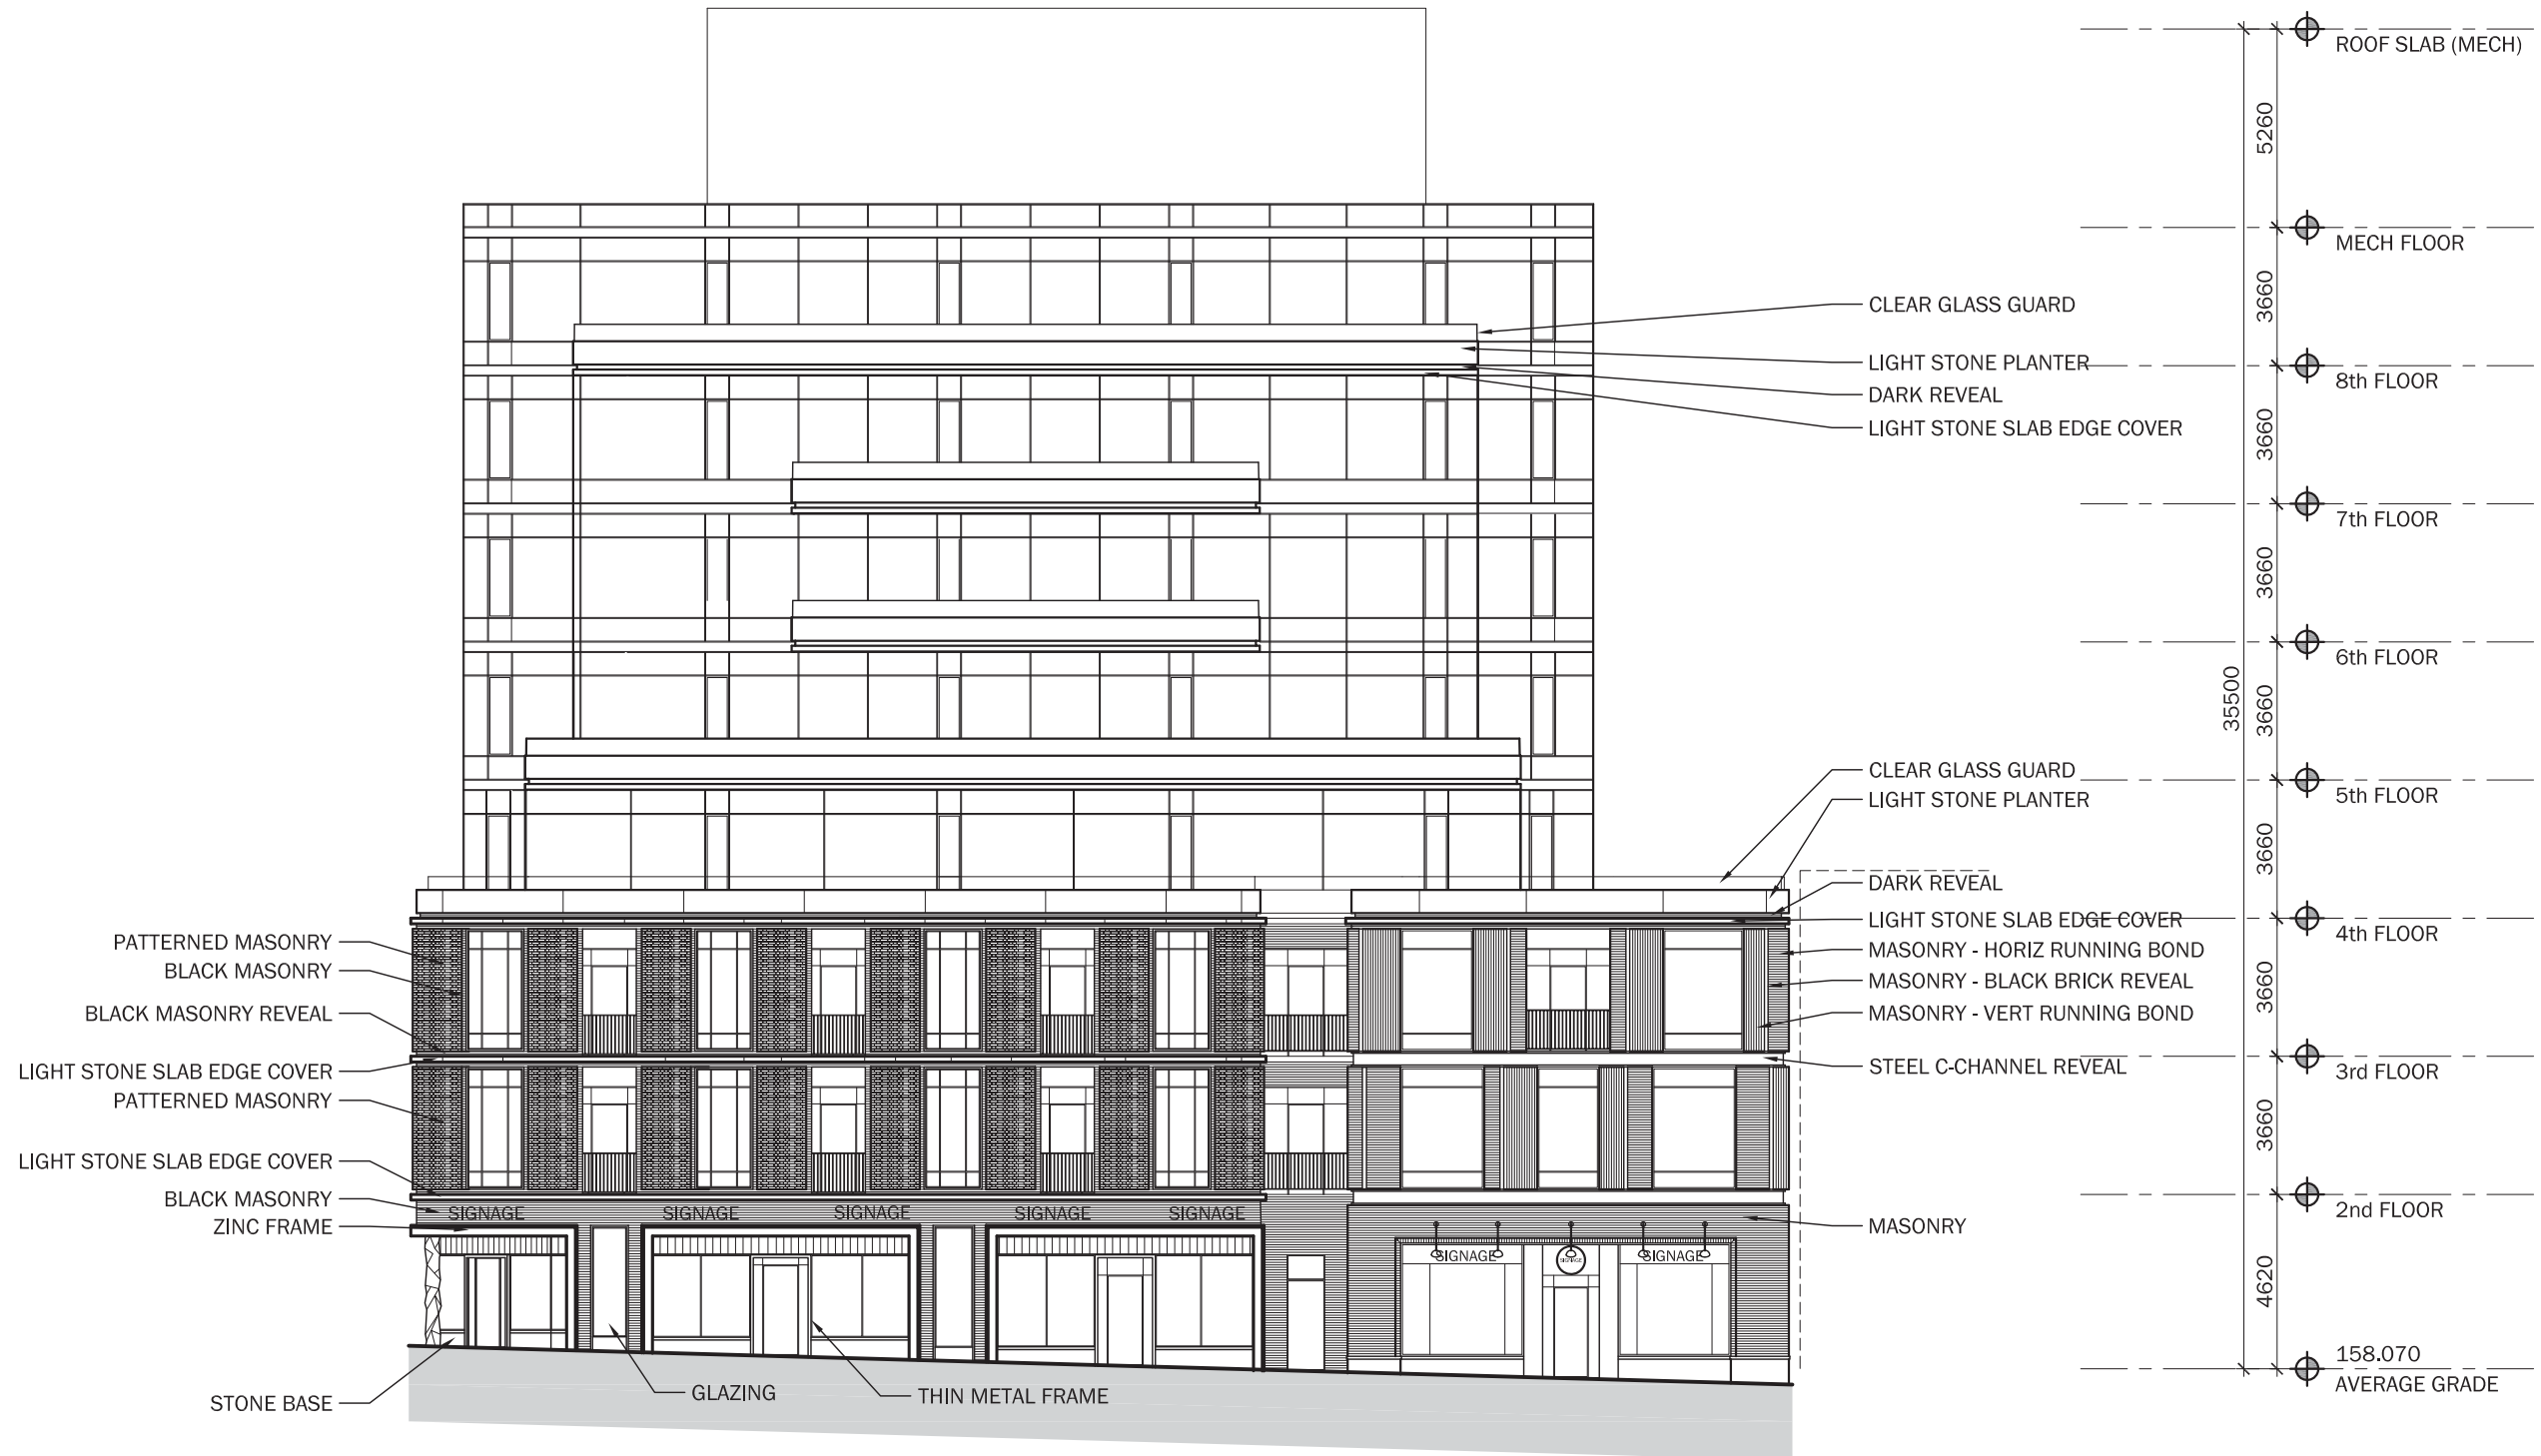 ROOF SLAB (MECH)
5260
MECH FLOOR
3660
CLEAR GLASS GUARD
LIGHT STONE PLANTER
8th FLOOR
DARK REVEAL
LIGHT STONE SLAB EDGE COVER
3660
7th FLOOR
3660
6th FLOOR
35500
3660
CLEAR GLASS GUARD
LIGHT STONE PLANTER
5th FLOOR
3660
DARK REVEAL
LIGHT STONE SLAB EDGE COVER
4th FLOOR
MASONRY - HORIZ RUNNING BOND
MASONRY - BLACK BRICK REVEAL
MASONRY - VERT RUNNING BOND
3660
STEEL C-CHANNEL REVEAL
3rd FLOOR
3660
2nd FLOOR
MASONRY
4620
158.070
AVERAGE GRADE
PATTERNED MASONRY
BLACK MASONRY
BLACK MASONRY REVEAL
LIGHT STONE SLAB EDGE COVER
PATTERNED MASONRY
LIGHT STONE SLAB EDGE COVER
BLACK MASONRY
ZINC FRAME
SIGNAGE SIGNAGE SIGNAGE SIGNAGE SIGNAGE
SIGNAGE SIGNAGE SIGNAGE
STONE BASE
GLAZING
THIN METAL FRAME